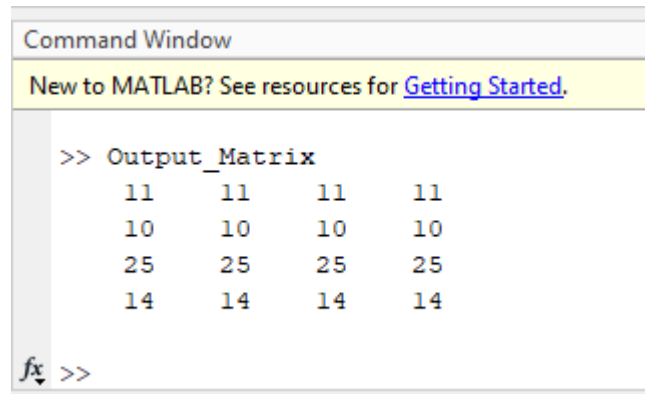 Command Window
New to MATLAB? See resources for Getting Started.
>> Output_Matrix
11 11 11 11
10 10 10 10
25 25 25 25
14 14 14 14
fx >>